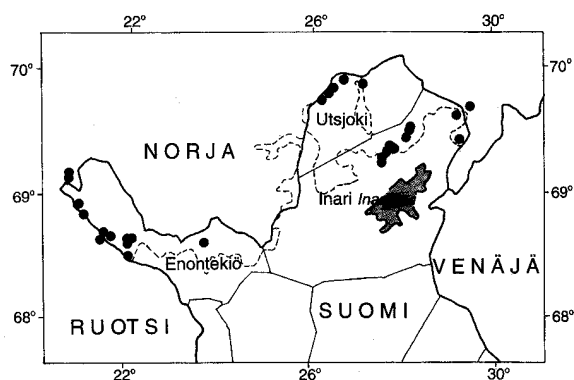 22° 26° 30°
70° 70°
Utsjoki
NORJA
69° 69°
Inari
Enontekiö
VENÄJÄ
68° SUOMI 68°
RUOTSI
22° 26° 30°